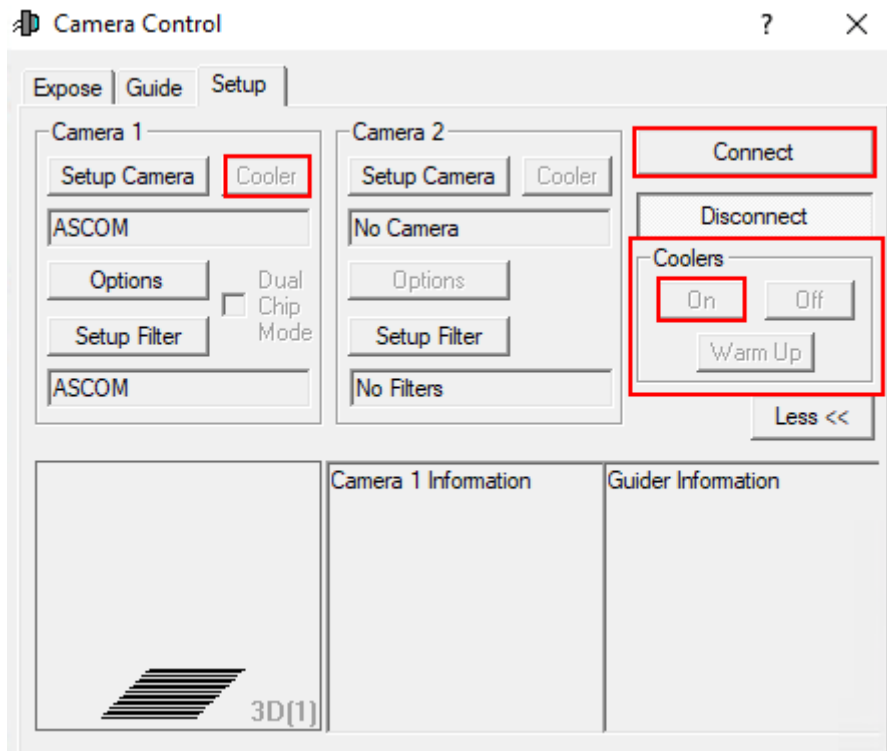 Camera Control ?
Expose Guide Setup
Camera 1
Setup Camera Cooler
ASCOM
Options
Dual
Chip
Mode
Setup Filter
ASCOM
Camera 2
Setup Camera Cooler
No Camera
Options
Setup Filter
No Filters
Connect
Disconnect
Coolers
On Off
Warm Up
Less <<
3D(1)
Camera 1 Information
Guider Information